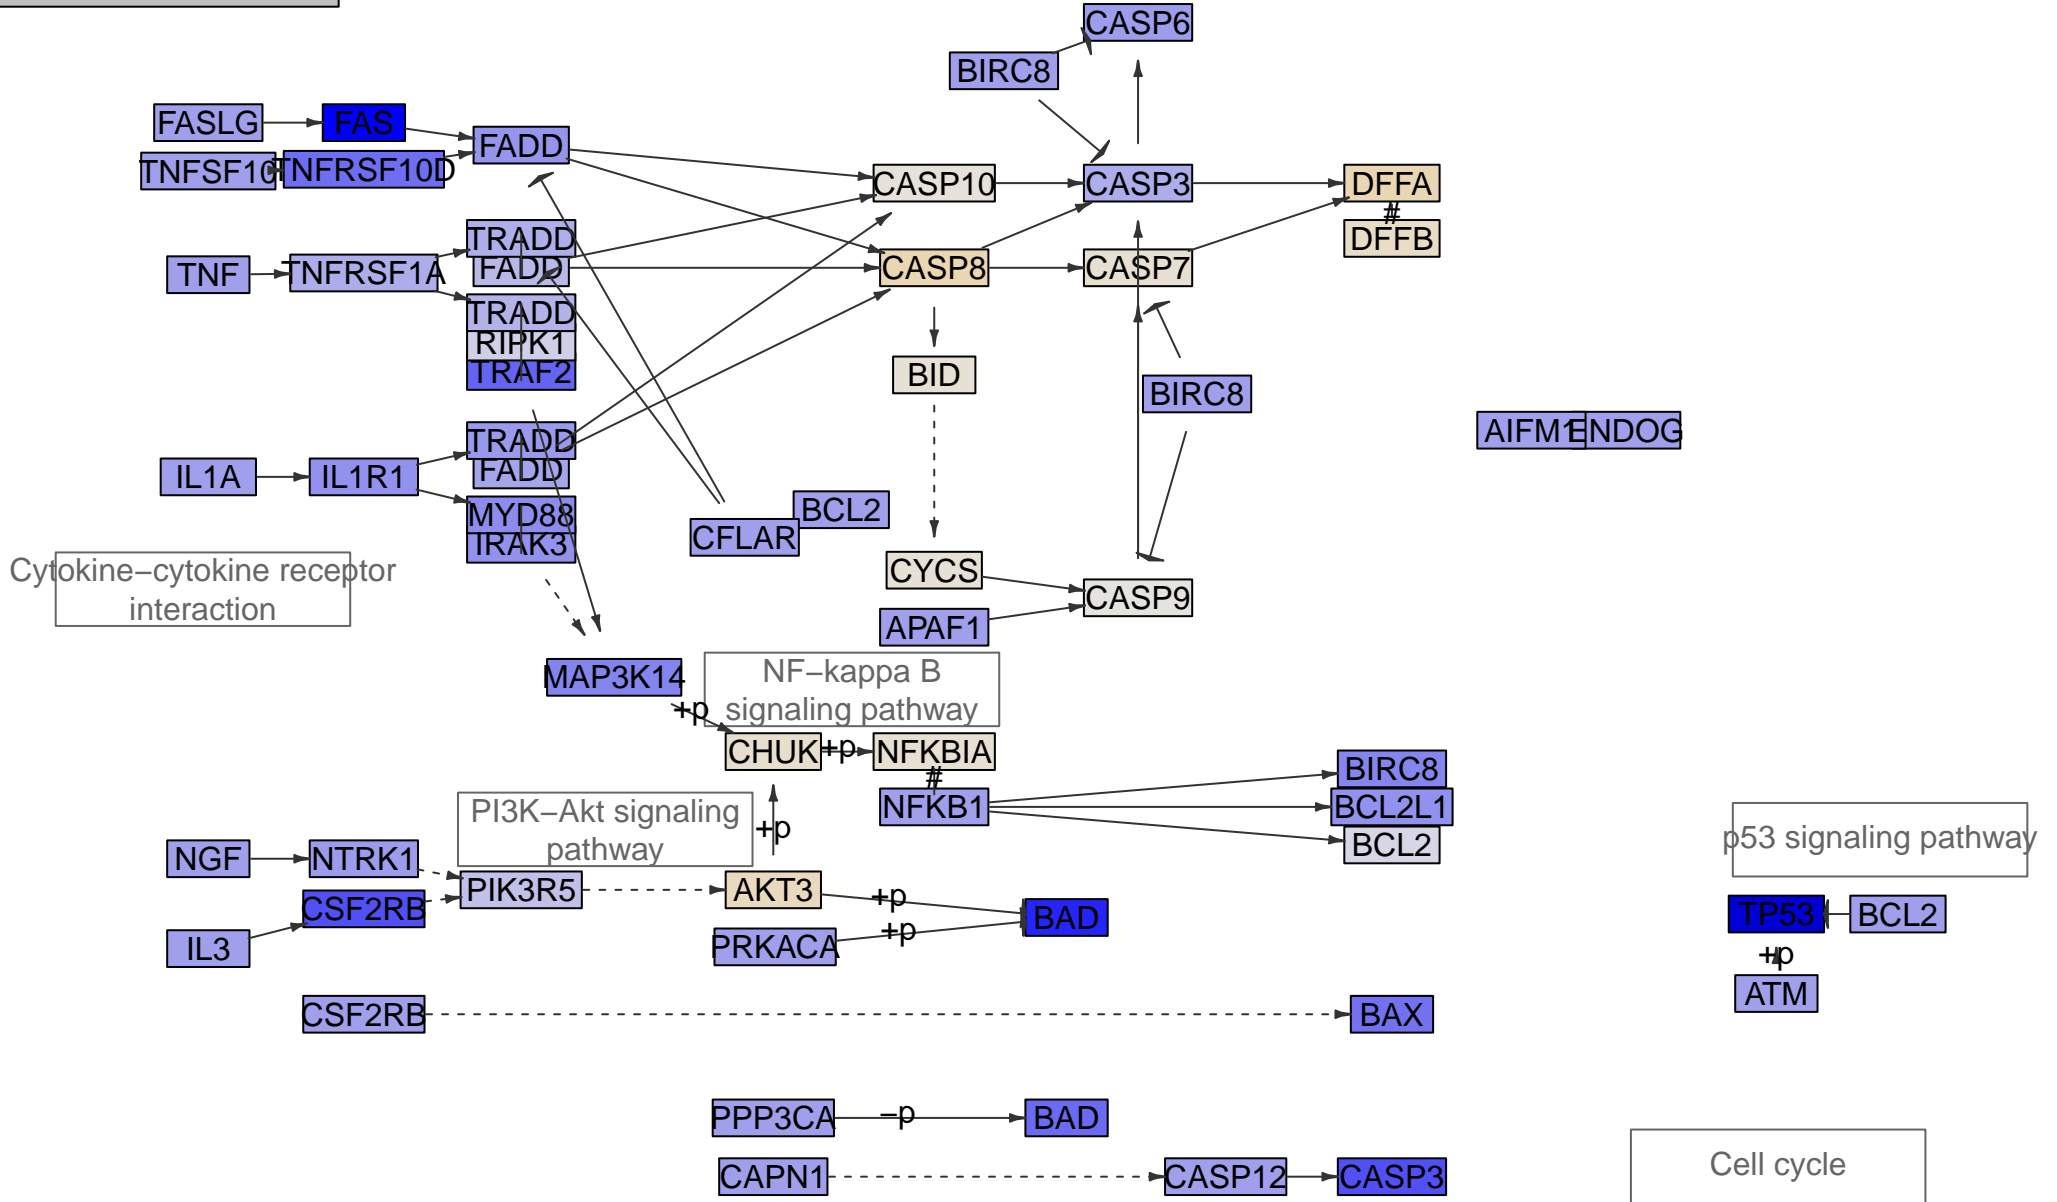 CASP6
BIRC8
FASLG
FAS
FADD
TNFSF10
TNFRSF10D
CASP10
CASP3
DFFA
#
DFFB
TRADD
FADD
TNF
TNFRSF1A
CASP8
CASP7
TRADD
RIPK1
TRAF2
BID
BIRC8
AIFM1
ENDOG
TRADD
FADD
IL1A
IL1R1
MYD88
IRAK3
BCL2
CFLAR
Cytokine−cytokine receptor
interaction
CYCS
CASP9
APAF1
MAP3K14
NF−kappa B
signaling pathway
+p
CHUK
+p
NFKBIA
#
NFKB1
BIRC8
BCL2L1
BCL2
PI3K−Akt signaling
pathway
+p
p53 signaling pathway
NGF
NTRK1
PIK3R5
AKT3
+p
CSF2RB
BAD
TP53
BCL2
IL3
PRKACA
+p
+p
ATM
CSF2RB
BAX
PPP3CA
−p
BAD
CAPN1
CASP12
CASP3
Cell cycle